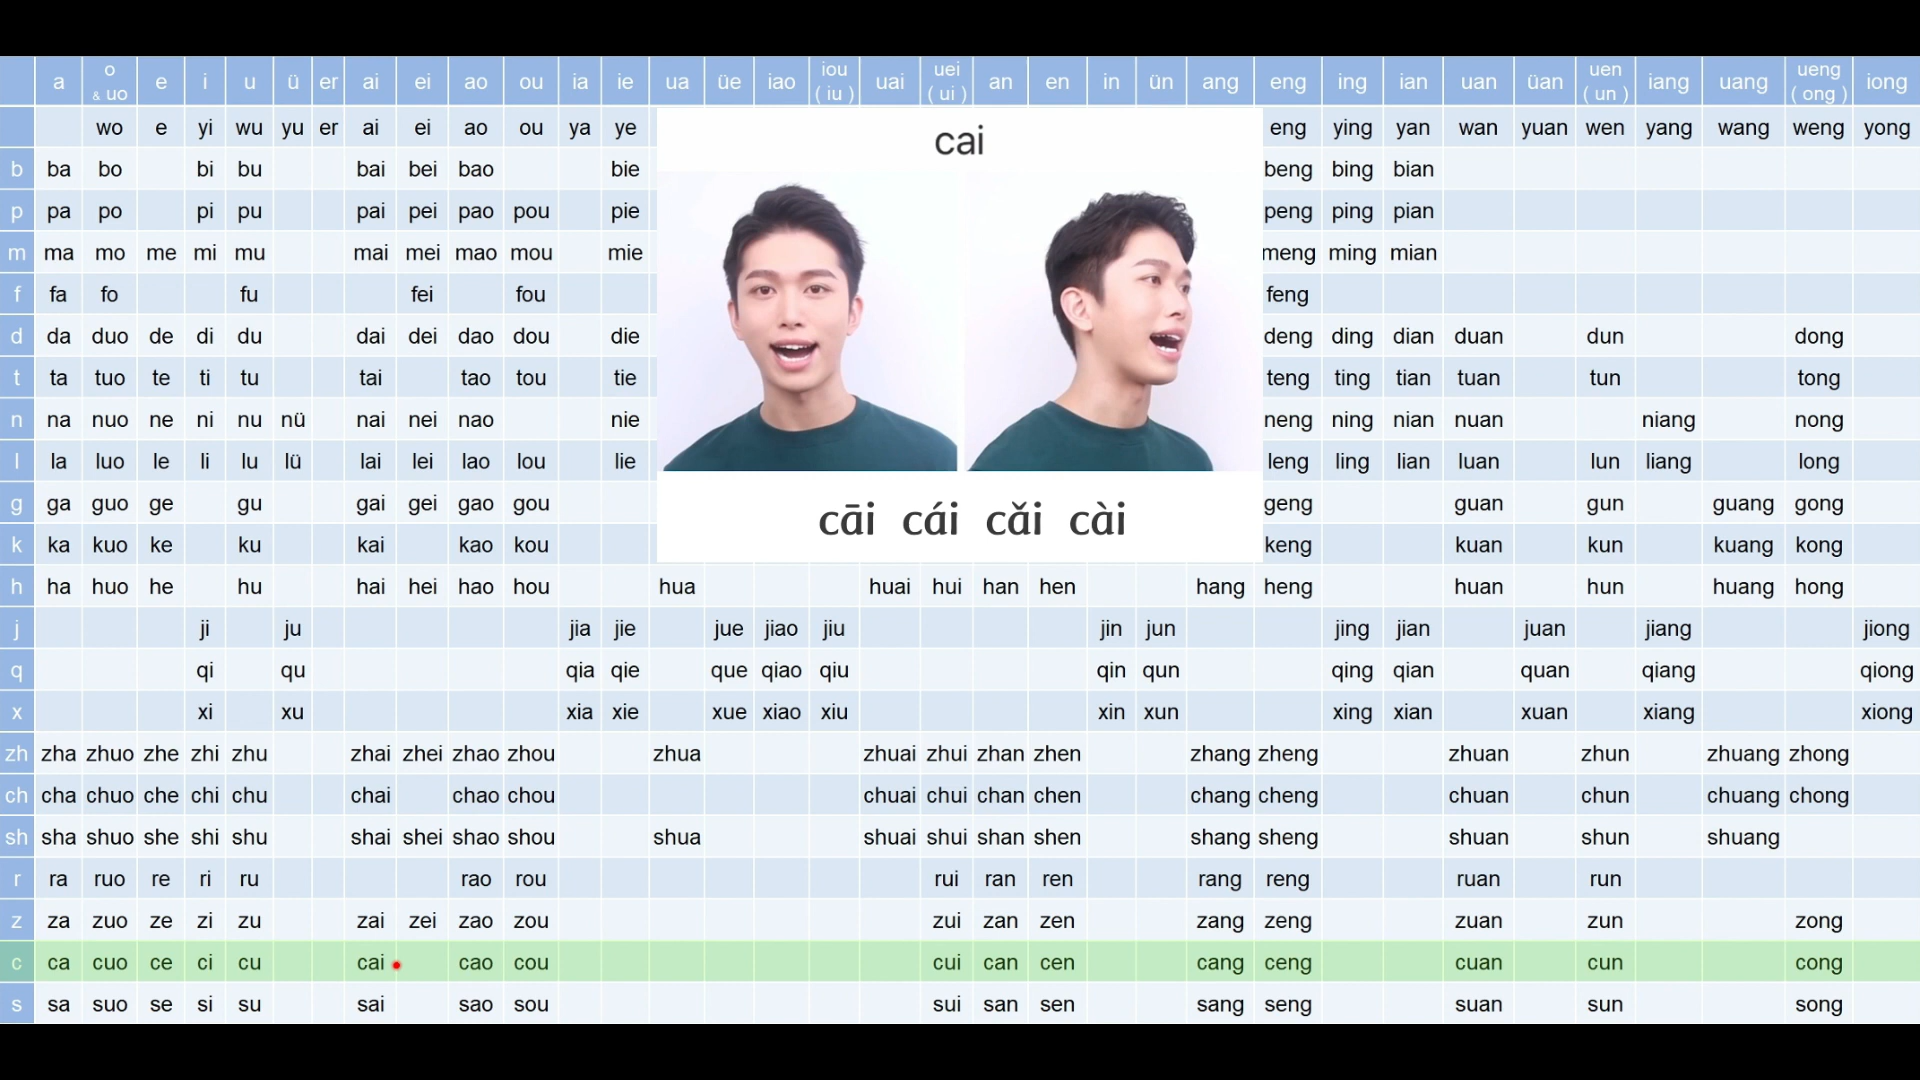 a o & uo e i u ü er ai ei ao ou ia ie ua üe iao iou ( iu ) uai uei ( ui ) an en in ün ang eng ing ian uan üan uen ( un ) iang uang ueng ( ong ) iong
wo e yi wu yu er ai ei ao ou ya ye eng ying yan wan yuan wen yang wang weng yong
cai
b ba bo bi bu bai bei bao bie beng bing bian
p pa po pi pu pai pei pao pou pie peng ping pian
m ma mo me mi mu mai mei mao mou mie meng ming mian
f fa fo fu fei fou feng
d da duo de di du dai dei dao dou die deng ding dian duan dun dong
t ta tuo te ti tu tai tao tou tie teng ting tian tuan tun tong
n na nuo ne ni nu nü nai nei nao nie neng ning nian nuan niang nong
l la luo le li lu lü lai lei lao lou lie leng ling lian luan lun liang long
g ga guo ge gu gai gei gao gou geng guan gun guang gong
cāi cái cǎi cài
k ka kuo ke ku kai kao kou keng kuan kun kuang kong
h ha huo he hu hai hei hao hou hua huai hui han hen hang heng huan hun huang hong
j ji ju jia jie jue jiao jiu jin jun jing jian juan jiang jiong
q qi qu qia qie que qiao qiu qin qun qing qian quan qiang qiong
x xi xu xia xie xue xiao xiu xin xun xing xian xuan xiang xiong
zh zha zhuo zhe zhi zhu zhai zhei zhao zhou zhua zhuai zhui zhan zhen zhang zheng zhuan zhun zhuang zhong
ch cha chuo che chi chu chai chao chou chuai chui chan chen chang cheng chuan chun chuang chong
sh sha shuo she shi shu shai shei shao shou shua shuai shui shan shen shang sheng shuan shun shuang
r ra ruo re ri ru rao rou rui ran ren rang reng ruan run
z za zuo ze zi zu zai zei zao zou zui zan zen zang zeng zuan zun zong
c ca cuo ce ci cu cai cao cou cui can cen cang ceng cuan cun cong
s sa suo se si su sai sao sou sui san sen sang seng suan sun song